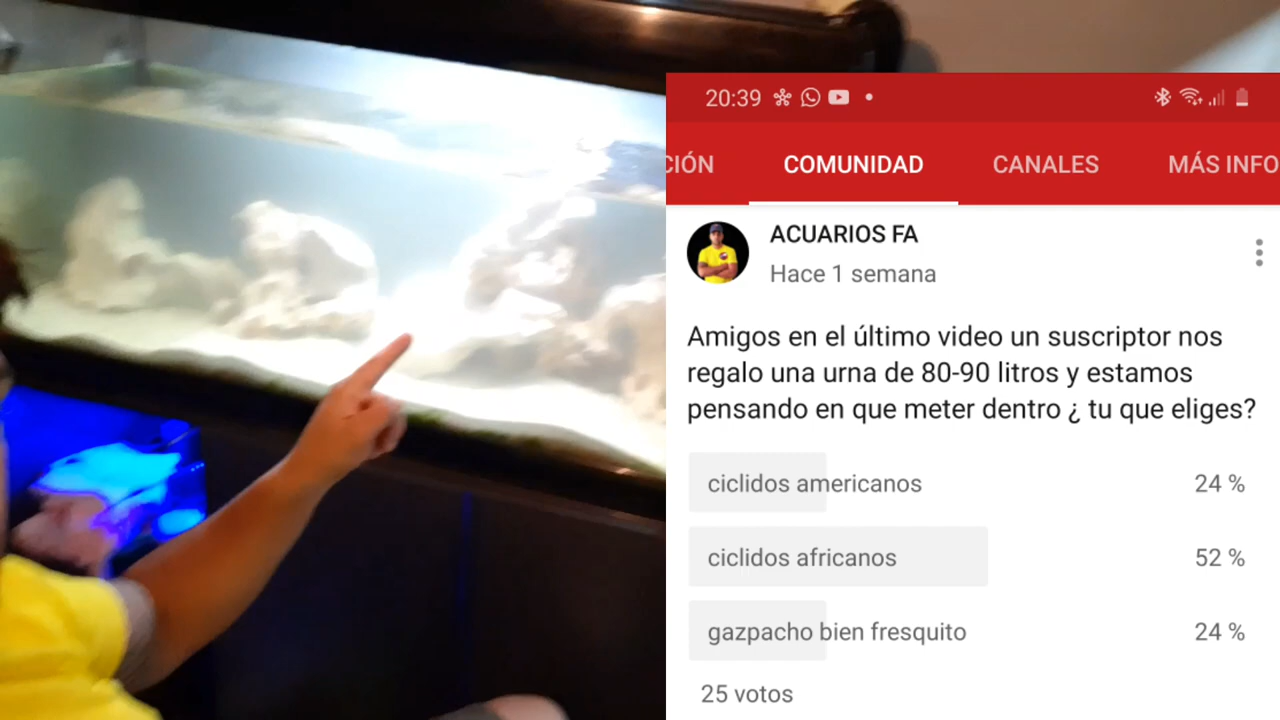 20:39
CIÓN COMUNIDAD CANALES MÁS INFO
ACUARIOS FA
Hace 1 semana
Amigos en el último video un suscriptor nos
regalo una urna de 80-90 litros y estamos
pensando en que meter dentro ¿ tu que eliges?
ciclidos americanos 24 %
ciclidos africanos 52 %
gazpacho bien fresquito 24 %
25 votos